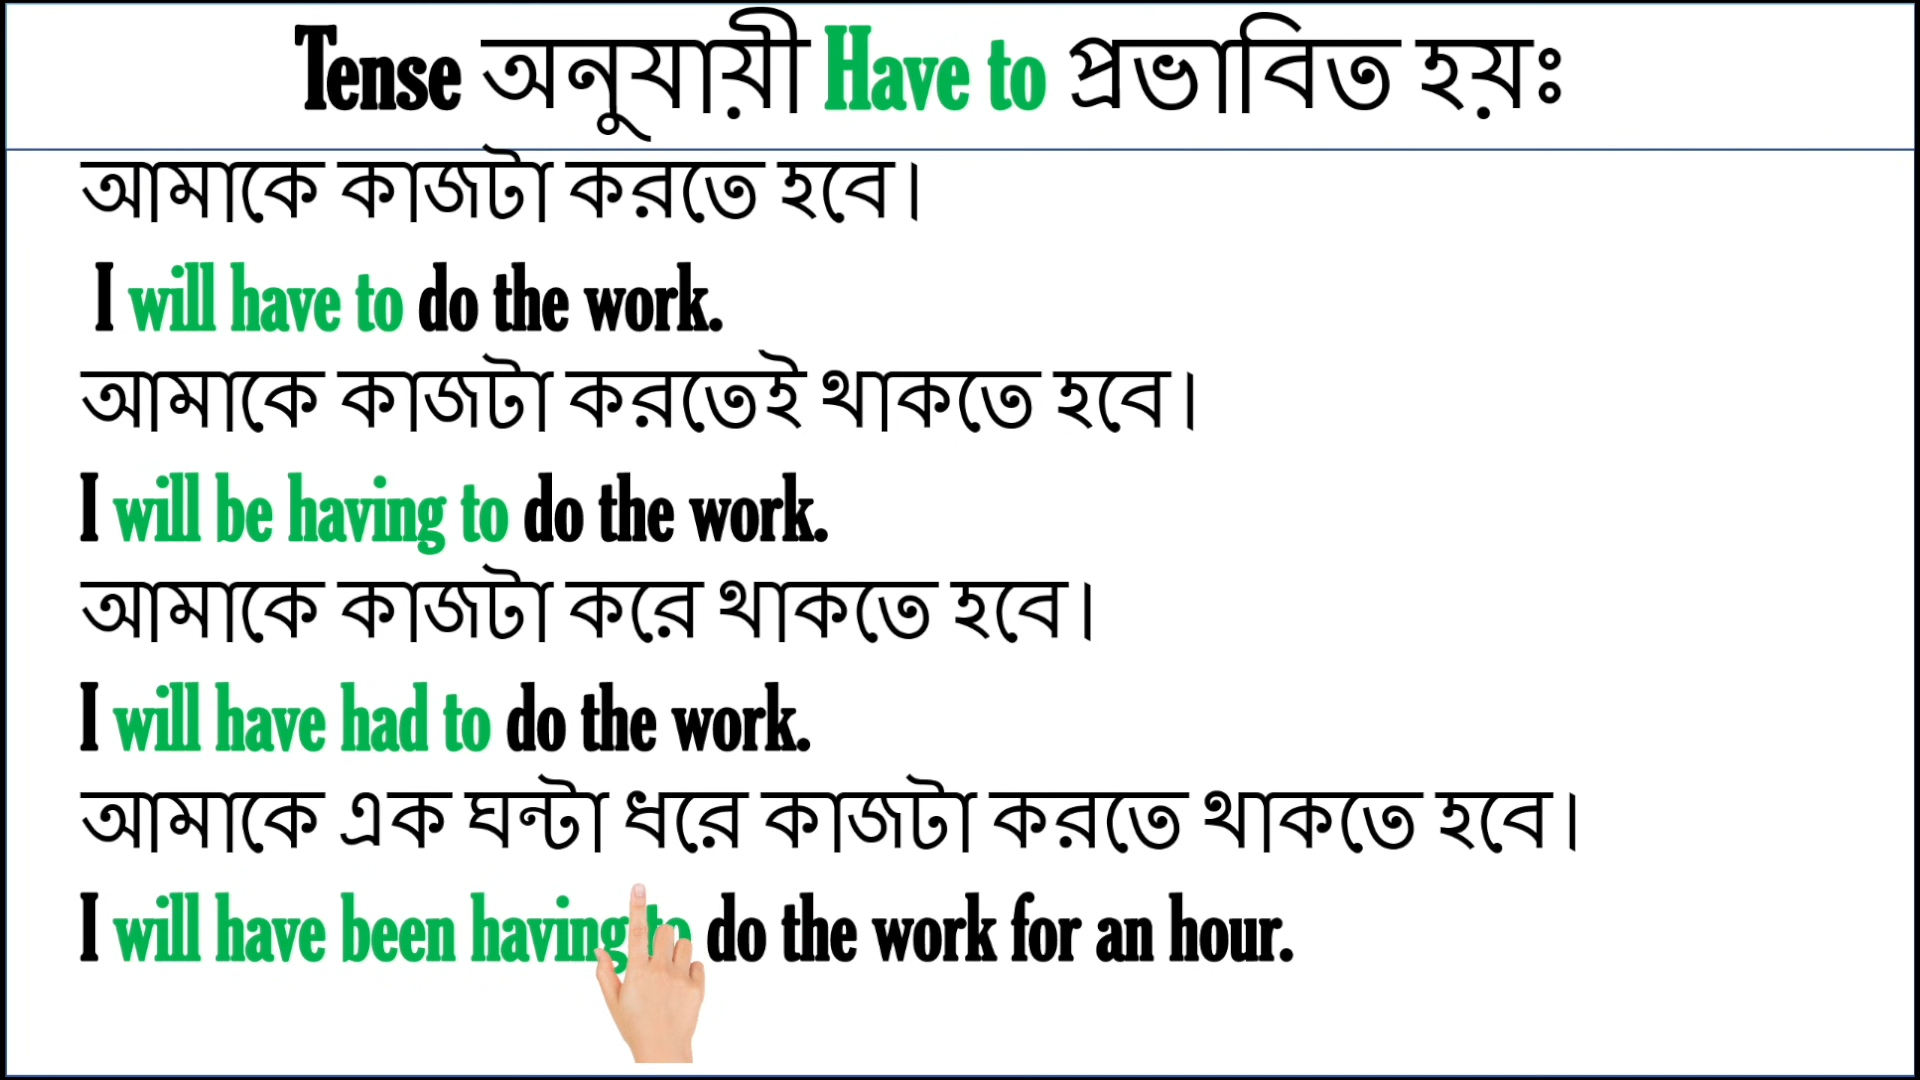 Tense অনুযায়ী Have to প্রভাবিত হয়ঃ
আমাকে কাজটা করতে হবে।
I will have to do the work.
আমাকে কাজটা করতেই থাকতে হবে।
I will be having to do the work.
আমাকে কাজটা করে থাকতে হবে।
I will have had to do the work.
আমাকে এক ঘন্টা ধরে কাজটা করতে থাকতে হবে।
I will have been having to do the work for an hour.